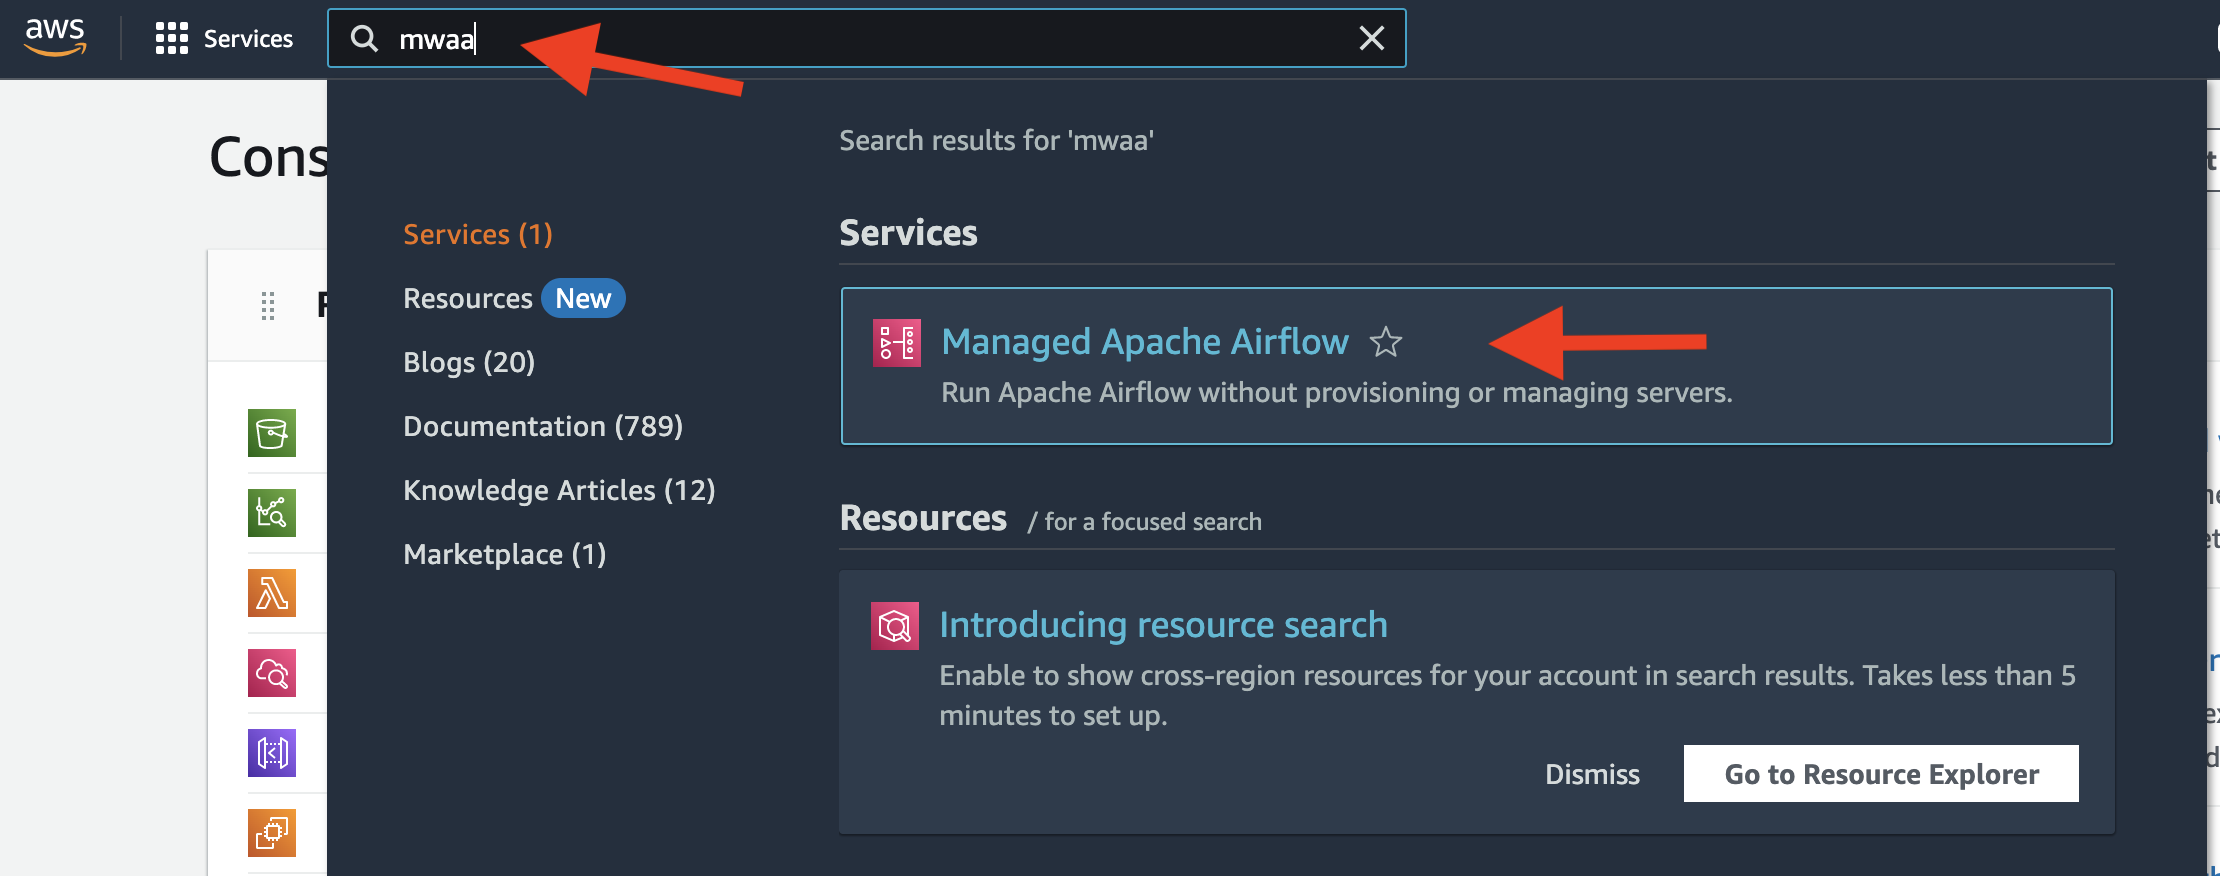 aws
Services
mwaa
Cons
Search results for 'mwaa'
Services (1)
Resources New
Blogs (20)
Documentation (789)
Knowledge Articles (12)
Marketplace (1)
Services
Managed Apache Airflow
Run Apache Airflow without provisioning or managing servers.
Resources / for a focused search
Introducing resource search
Enable to show cross-region resources for your account in search results. Takes less than 5
minutes to set up.
Dismiss
Go to Resource Explorer